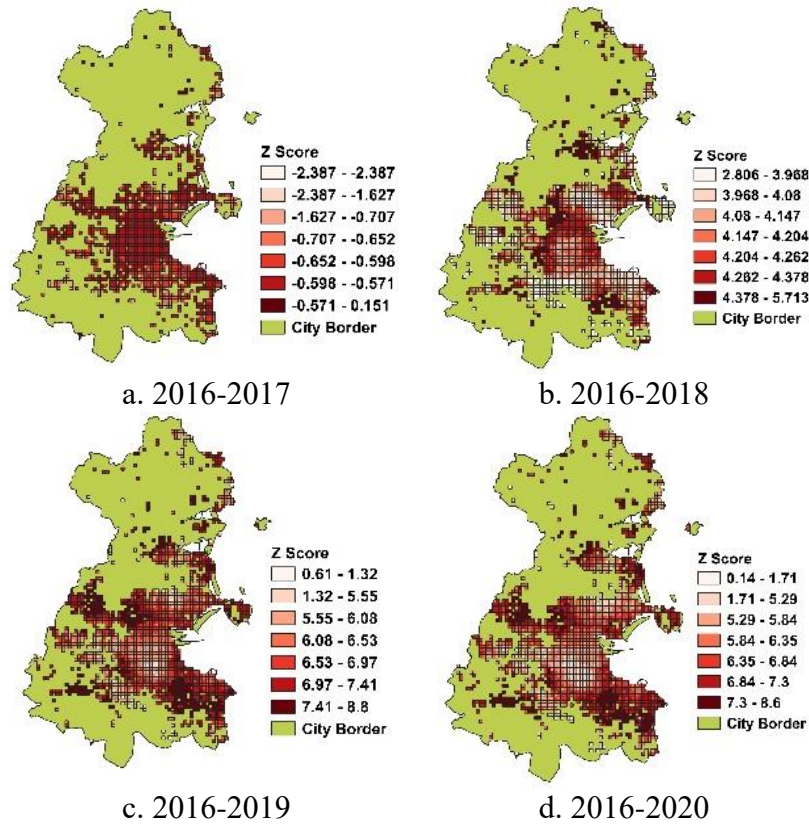 Z Score
-2.387 - -2.387
-2.387 - -1.627
-1.627 - -0.707
-0.707 - -0.652
-0.652 - -0.598
-0.598 - -0.571
-0.571 - 0.151
City Border
a. 2016-2017
Z Score
2.806 - 3.968
3.968 - 4.08
4.08 - 4.147
4.147 - 4.204
4.204 - 4.262
4.262 - 4.378
4.378 - 5.713
City Border
b. 2016-2018
Z Score
0.61 - 1.32
1.32 - 5.55
5.55 - 6.08
6.08 - 6.53
6.53 - 6.97
6.97 - 7.41
7.41 - 8.8
City Border
c. 2016-2019
Z Score
0.14 - 1.71
1.71 - 5.29
5.29 - 5.84
5.84 - 6.35
6.35 - 6.84
6.84 - 7.3
7.3 - 8.6
City Border
d. 2016-2020